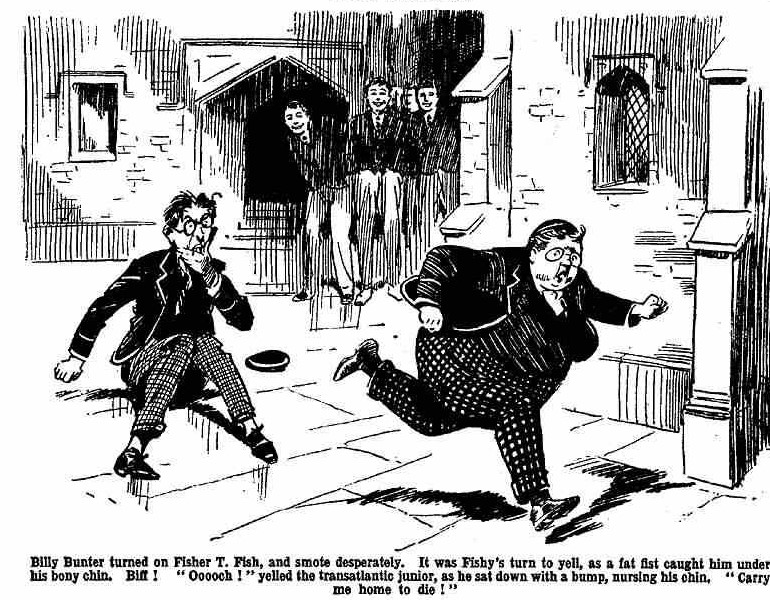 Billy Bunter turned on Fisher T. Fish, and smote desperately. It was Fishy's turn to yell, as a fat fist caught him under
his bony chin. Biff ! " Oooooch ! " yelled the transatlantic junior, as he sat down with a bump, nursing his chin. " Carry
me home to die ! "